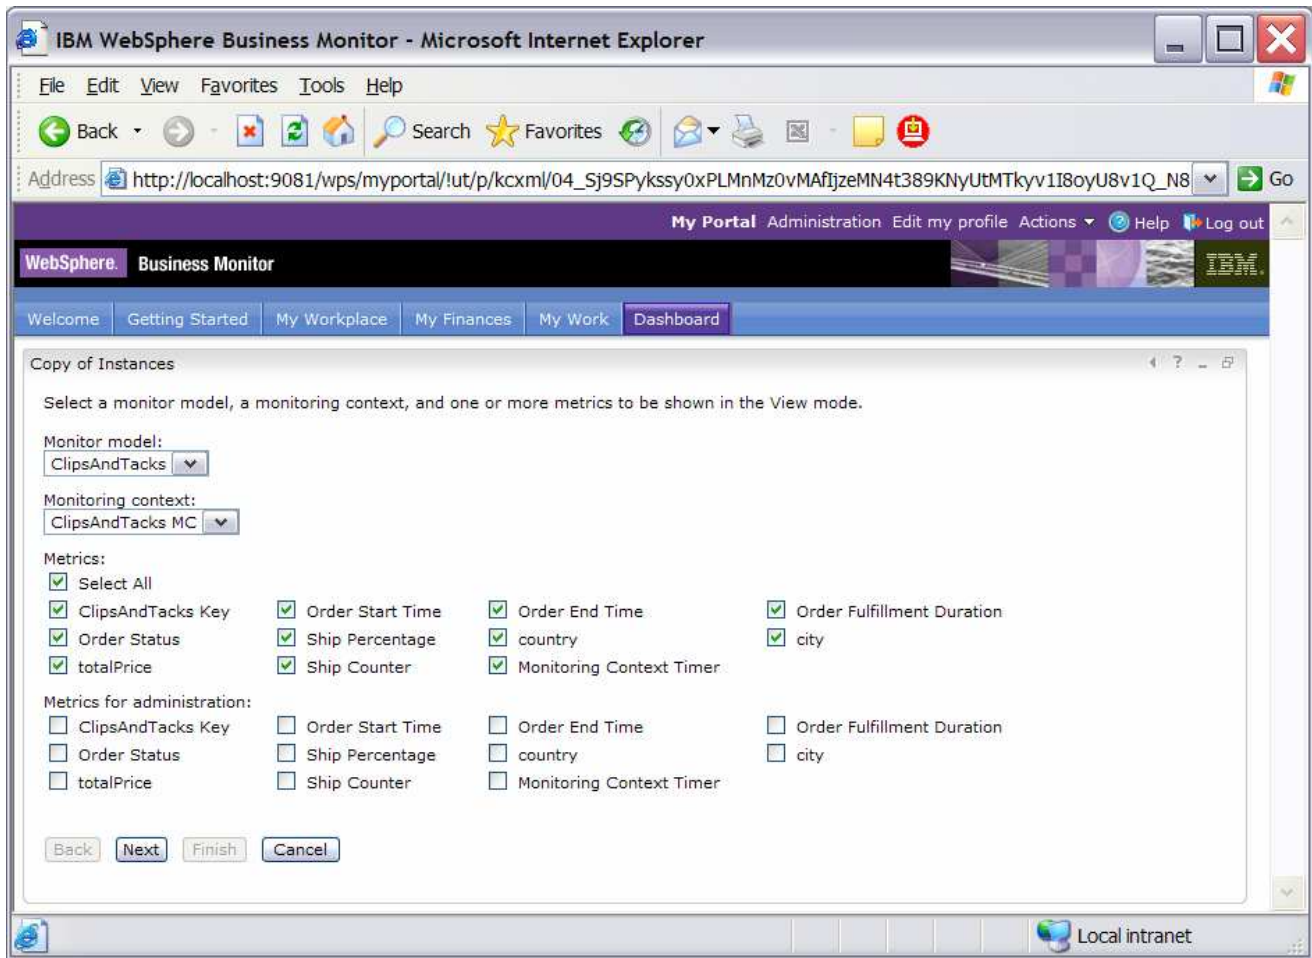 IBM WebSphere Business Monitor - Microsoft Internet Explorer
File Edit View Favorites Tools Help
Back Search Favorites
Address http://localhost:9081/wps/myportal/!ut/p/kcxml/04_Sj9SPykssy0xPLMnMz0vMAfIjzeMN4t389KNyUtMTkyv1I8oyU8v1Q_N8 Go
My Portal Administration Edit my profile Actions Help Log out
WebSphere. Business Monitor IBM.
Welcome Getting Started My Workplace My Finances My Work Dashboard
Copy of Instances ?
Select a monitor model, a monitoring context, and one or more metrics to be shown in the View mode.
Monitor model:
ClipsAndTacks
Monitoring context:
ClipsAndTacks MC
Metrics:
Select All
ClipsAndTacks Key Order Start Time Order End Time Order Fulfillment Duration
Order Status Ship Percentage country city
totalPrice Ship Counter Monitoring Context Timer
Metrics for administration:
ClipsAndTacks Key Order Start Time Order End Time Order Fulfillment Duration
Order Status Ship Percentage country city
totalPrice Ship Counter Monitoring Context Timer
Back Next Finish Cancel
Local intranet